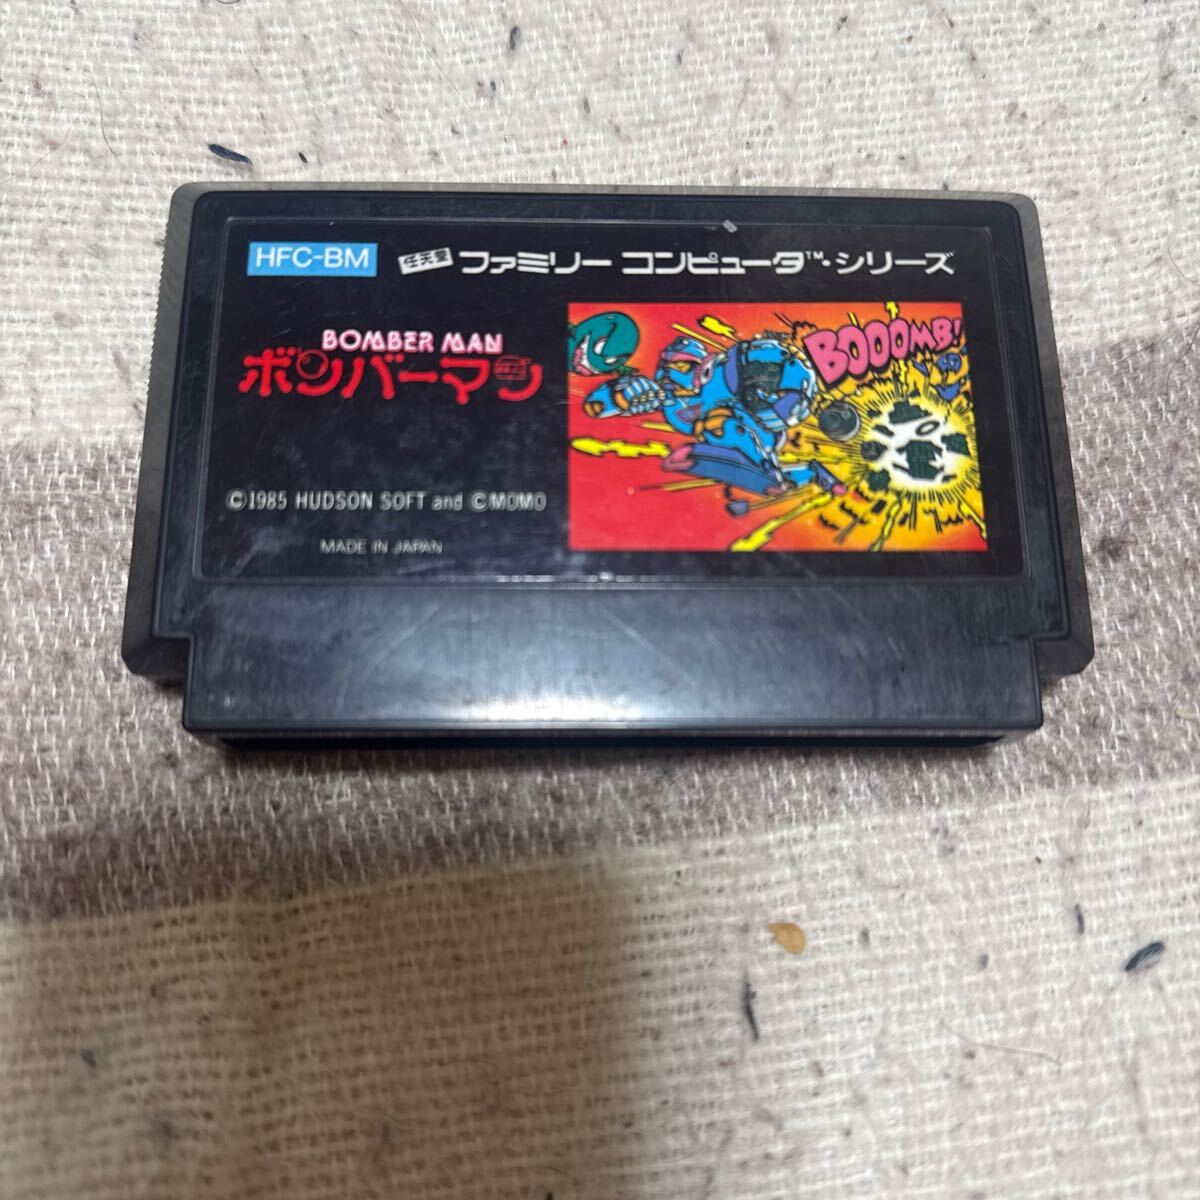 HFC-BM
任天堂 ファミリー コンピュータ™・シリーズ
BOMBER MAN
ボンバーマン
BOOOMB!
©1985 HUDSON SOFT and ©MOMO
MADE IN JAPAN